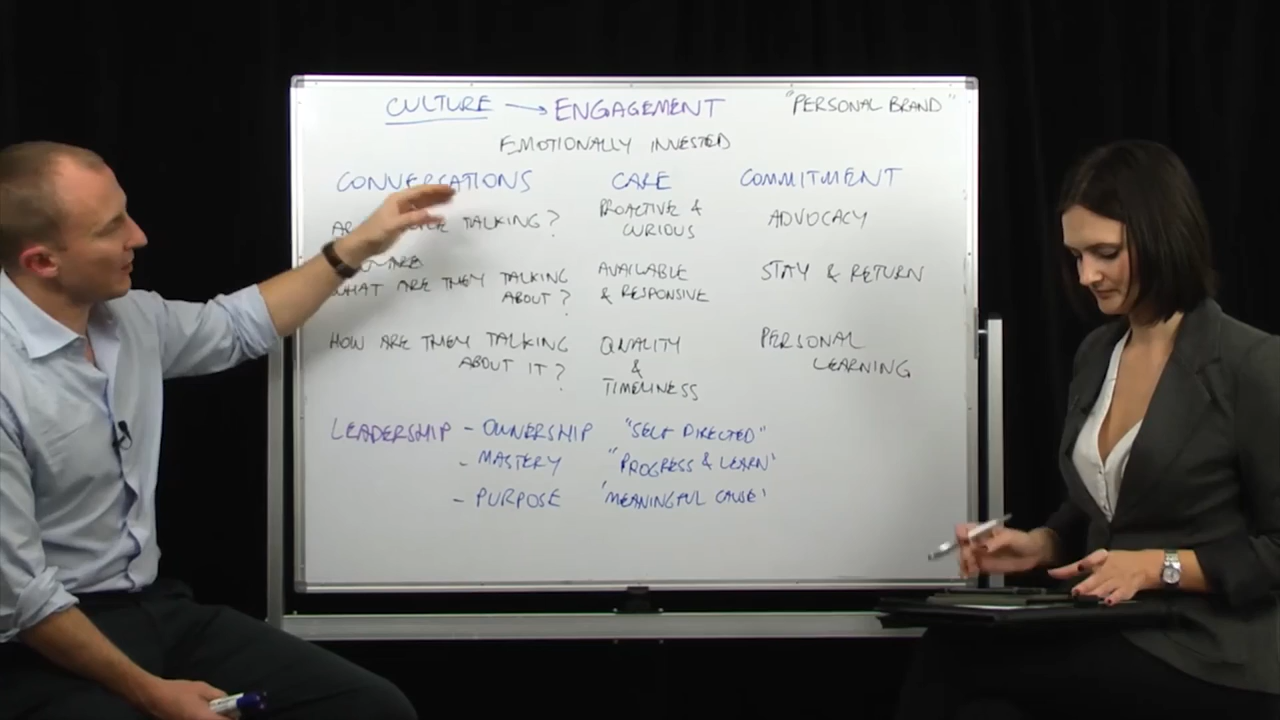 CULTURE → ENGAGEMENT "PERSONAL BRAND"
EMOTIONALLY INVESTED
CONVERSATIONS CARE COMMITMENT
TALKING? PROACTIVE & CURIOUS ADVOCACY
WHAT ARE THEY TALKING ABOUT? AVAILABLE & RESPONSIVE STAY & RETURN
HOW ARE THEY TALKING ABOUT IT? QUALITY & TIMELINESS PERSONAL LEARNING
LEADERSHIP - OWNERSHIP "SELF DIRECTED"
- MASTERY "PROGRESS & LEARN'
- PURPOSE 'MEANINGFUL CAUSE'